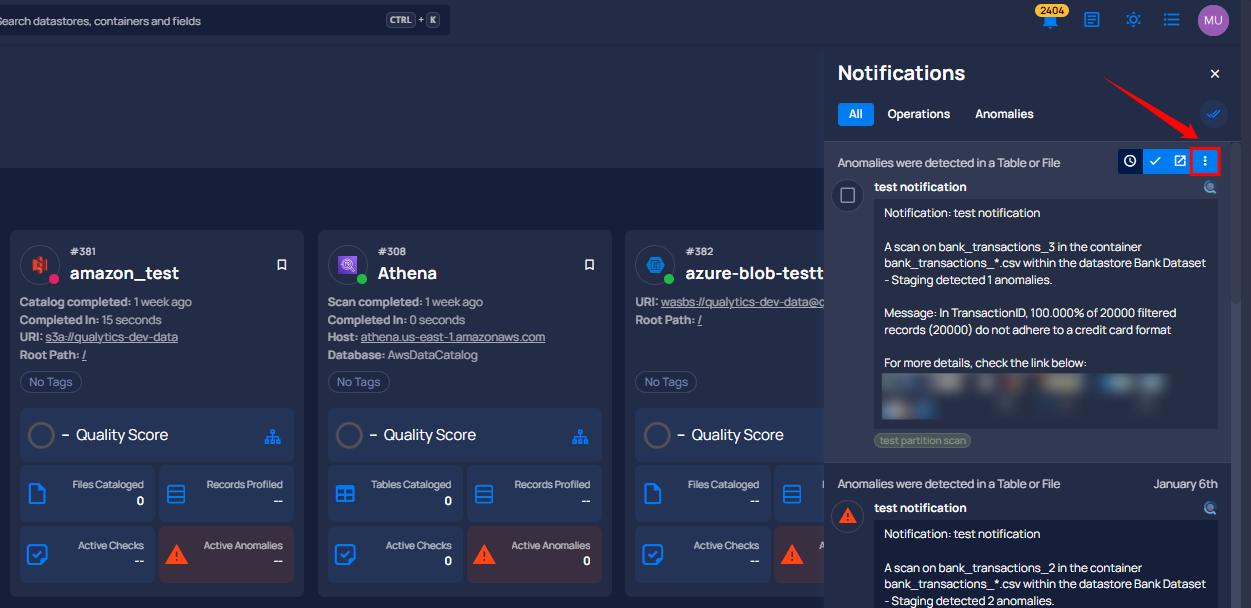 Search datastores, containers and fields
CTRL + K
2404
MU
Notifications
All
Operations
Anomalies
Anomalies were detected in a Table or File
test notification
Notification: test notification
A scan on bank_transactions_3 in the container
bank_transactions_*.csv within the datastore Bank Dataset
- Staging detected 1 anomalies.
Message: In TransactionID, 100.000% of 20000 filtered
records (20000) do not adhere to a credit card format
For more details, check the link below:
test partition scan
Anomalies were detected in a Table or File
January 6th
test notification
Notification: test notification
A scan on bank_transactions_2 in the container
bank_transactions_*.csv within the datastore Bank Dataset
- Staging detected 2 anomalies.
#381
amazon_test
Catalog completed: 1 week ago
Completed In: 15 seconds
URI: s3a://qualytics-dev-data
Root Path: /
No Tags
– Quality Score
Files Cataloged
0
Records Profiled
--
Active Checks
--
Active Anomalies
--
#308
Athena
Scan completed: 1 week ago
Completed In: 0 seconds
Host: athena.us-east-1.amazonaws.com
Database: AwsDataCatalog
No Tags
– Quality Score
Tables Cataloged
0
Records Profiled
--
Active Checks
0
Active Anomalies
0
#382
azure-blob-testt
URI: wasbs://qualytics-dev-data@
Root Path: /
No Tags
– Quality Score
Files Cataloged
--
Active Checks
--